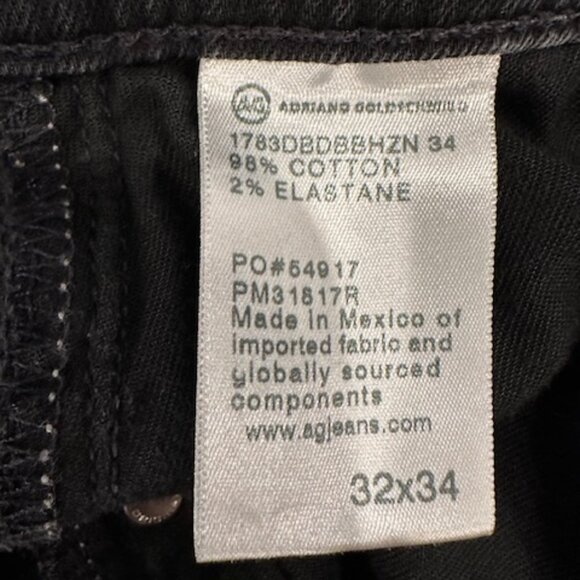 AG ADRIANO GOLDSCHMIED
1783DBDBBHZN 34
98% COTTON
2% ELASTANE
PO#54917
PM31817R
Made in Mexico of
imported fabric and
globally sourced
components
www.agjeans.com
32x34